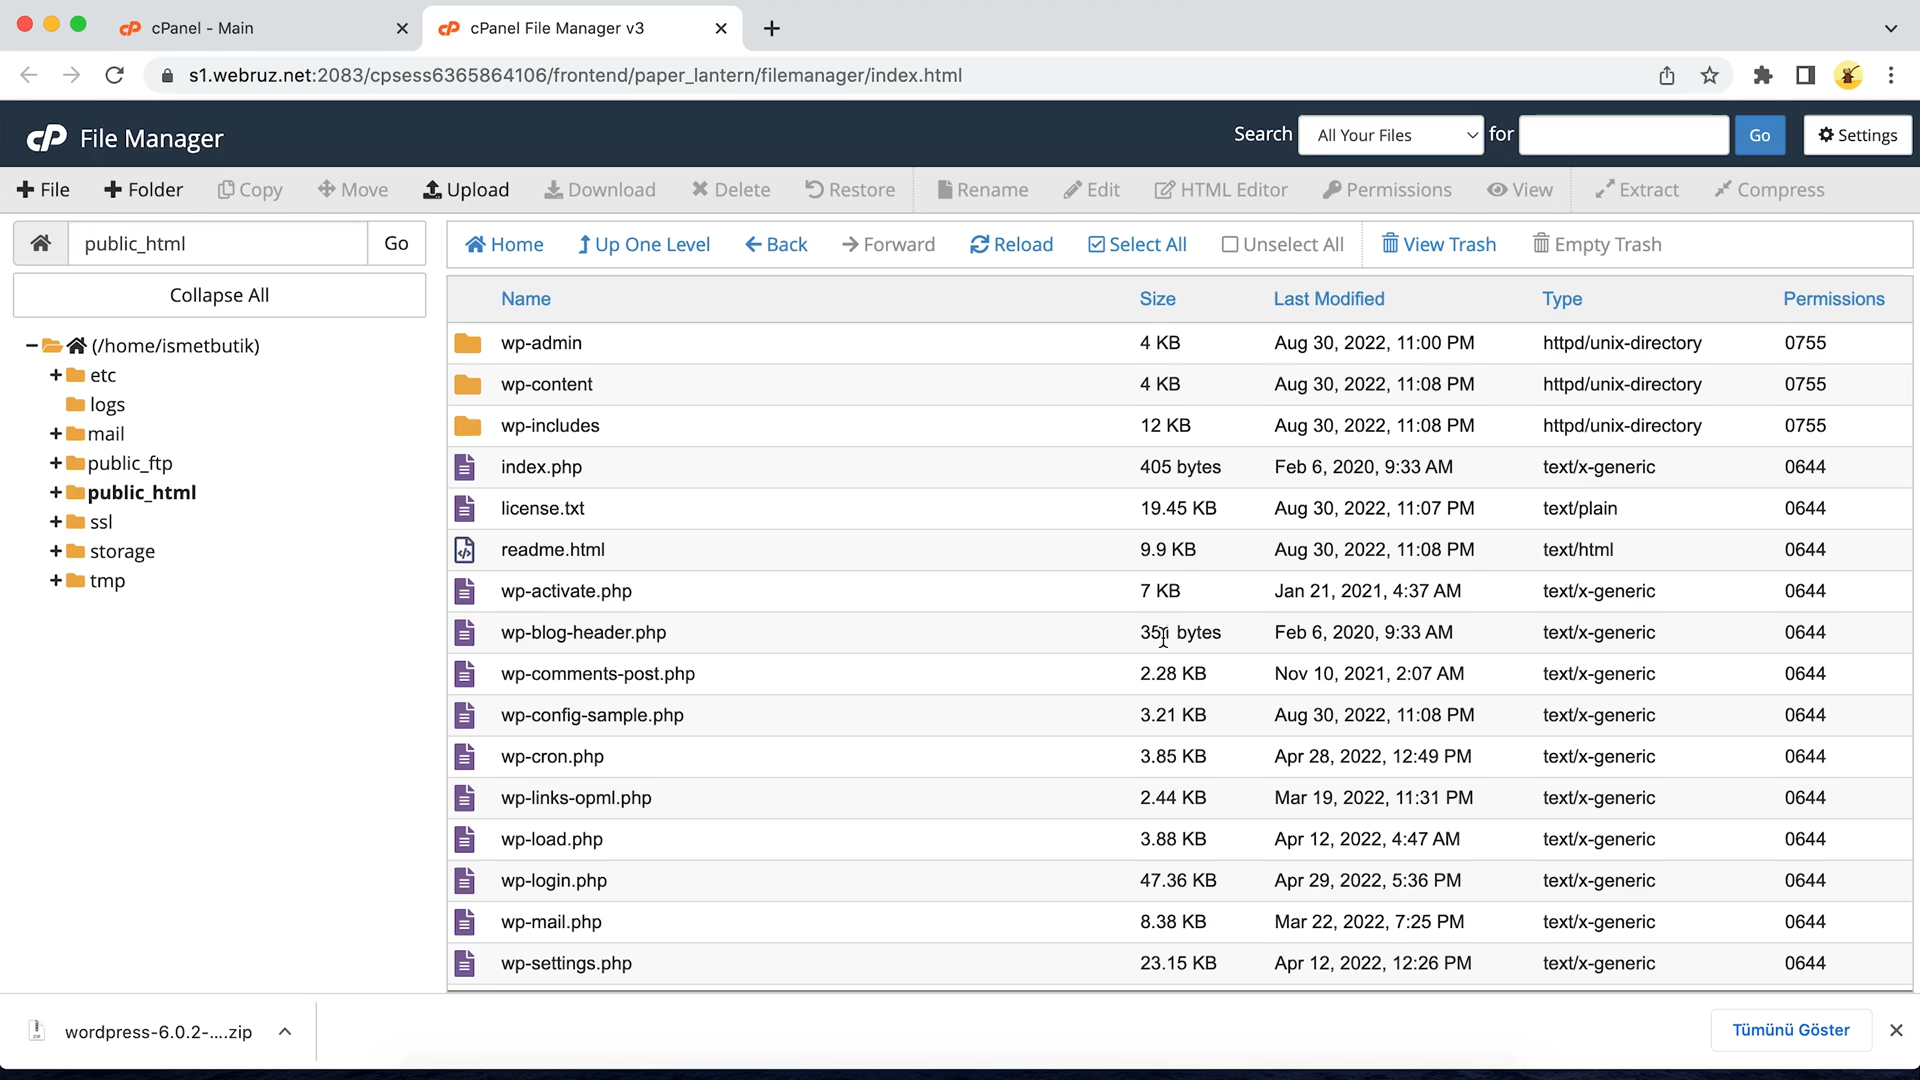 cPanel - Main
cPanel File Manager v3
s1.webruz.net:2083/cpsess6365864106/frontend/paper_lantern/filemanager/index.html
cP File Manager
Search All Your Files for Go Settings
File Folder Copy Move Upload Download Delete Restore Rename Edit HTML Editor Permissions View Extract Compress
public_html Go
Home Up One Level Back Forward Reload Select All Unselect All View Trash Empty Trash
Collapse All
(/home/ismetbutik)
etc
logs
mail
public_ftp
public_html
ssl
storage
tmp
Name Size Last Modified Type Permissions
wp-admin 4 KB Aug 30, 2022, 11:00 PM httpd/unix-directory 0755
wp-content 4 KB Aug 30, 2022, 11:08 PM httpd/unix-directory 0755
wp-includes 12 KB Aug 30, 2022, 11:08 PM httpd/unix-directory 0755
index.php 405 bytes Feb 6, 2020, 9:33 AM text/x-generic 0644
license.txt 19.45 KB Aug 30, 2022, 11:07 PM text/plain 0644
readme.html 9.9 KB Aug 30, 2022, 11:08 PM text/html 0644
wp-activate.php 7 KB Jan 21, 2021, 4:37 AM text/x-generic 0644
wp-blog-header.php 351 bytes Feb 6, 2020, 9:33 AM text/x-generic 0644
wp-comments-post.php 2.28 KB Nov 10, 2021, 2:07 AM text/x-generic 0644
wp-config-sample.php 3.21 KB Aug 30, 2022, 11:08 PM text/x-generic 0644
wp-cron.php 3.85 KB Apr 28, 2022, 12:49 PM text/x-generic 0644
wp-links-opml.php 2.44 KB Mar 19, 2022, 11:31 PM text/x-generic 0644
wp-load.php 3.88 KB Apr 12, 2022, 4:47 AM text/x-generic 0644
wp-login.php 47.36 KB Apr 29, 2022, 5:36 PM text/x-generic 0644
wp-mail.php 8.38 KB Mar 22, 2022, 7:25 PM text/x-generic 0644
wp-settings.php 23.15 KB Apr 12, 2022, 12:26 PM text/x-generic 0644
wordpress-6.0.2-....zip
Tümünü Göster